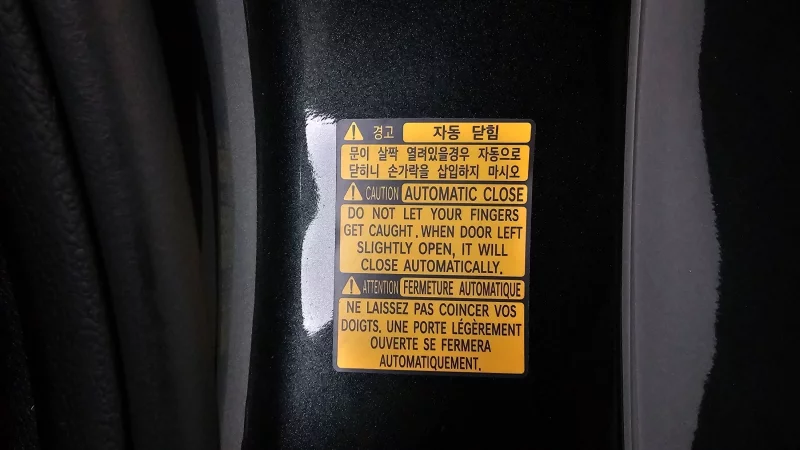 경고 자동 닫힘
문이 살짝 열려있을경우 자동으로
닫히니 손가락을 삽입하지 마시오
CAUTION AUTOMATIC CLOSE
DO NOT LET YOUR FINGERS
GET CAUGHT. WHEN DOOR LEFT
SLIGHTLY OPEN, IT WILL
CLOSE AUTOMATICALLY.
ATTENTION FERMETURE AUTOMATIQUE
NE LAISSEZ PAS COINCER VOS
DOIGTS. UNE PORTE LÉGÈREMENT
OUVERTE SE FERMERA
AUTOMATIQUEMENT.